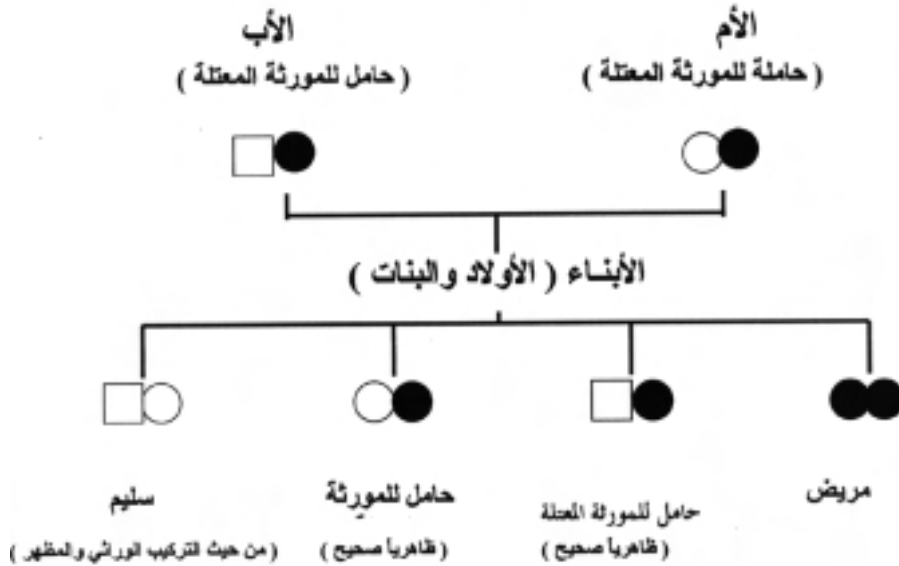 الأم
( حاملة للمورثة المعتلة )
الأب
( حامل للمورثة المعتلة )
الأبنــاء ( الأولاد والبنات )
مريض
حامل للمورثة المعتلة
( ظاهرياً صحيح )
حامل للمورثة
( ظاهرياً صحيح )
سليم
( من حيث التركيب الوراثي والمظهر )